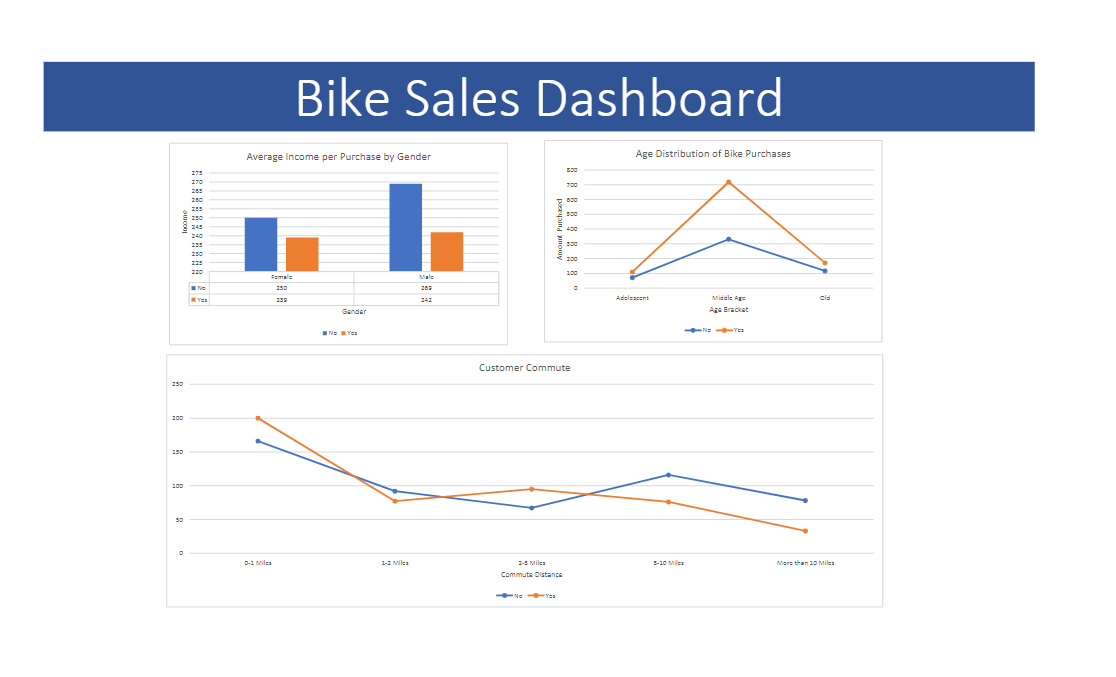 Bike Sales Dashboard
Average Income per Purchase by Gender
275
270
265
260
255
250
245
240
235
230
225
220
Income
Female Male
No 250 269
Yes 239 242
Gender
No Yes
Age Distribution of Bike Purchases
800
700
600
500
400
300
200
100
0
Amount Purchased
Adolescent Middle Age Old
Age Bracket
No Yes
Customer Commute
250
200
150
100
50
0
0-1 Miles 1-2 Miles 2-5 Miles 5-10 Miles More than 10 Miles
Commute Distance
No Yes